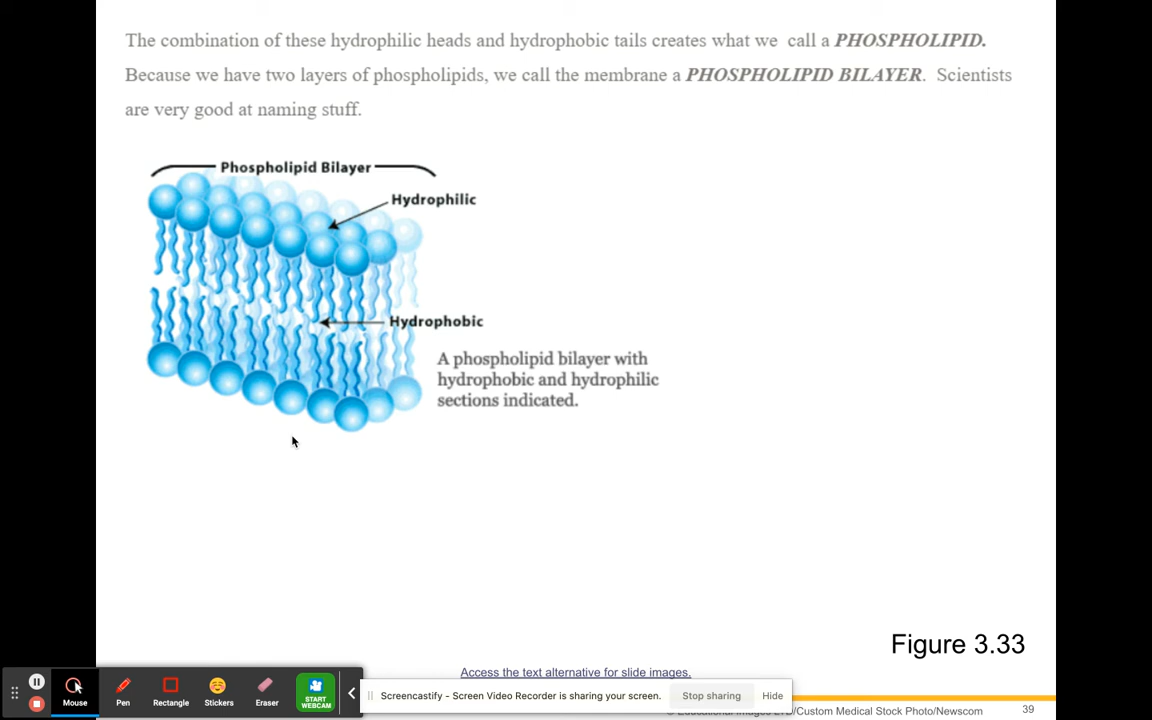 The combination of these hydrophilic heads and hydrophobic tails creates what we call a PHOSPHOLIPID.
Because we have two layers of phospholipids, we call the membrane a PHOSPHOLIPID BILAYER. Scientists
are very good at naming stuff.
Phospholipid Bilayer
Hydrophilic
Hydrophobic
A phospholipid bilayer with
hydrophobic and hydrophilic
sections indicated.
Figure 3.33
Access the text alternative for slide images.
Mouse
Pen
Rectangle
Stickers
Eraser
START
WEBCAM
Screencastify - Screen Video Recorder is sharing your screen.
Stop sharing
Hide
/Custom Medical Stock Photo/Newscom
39